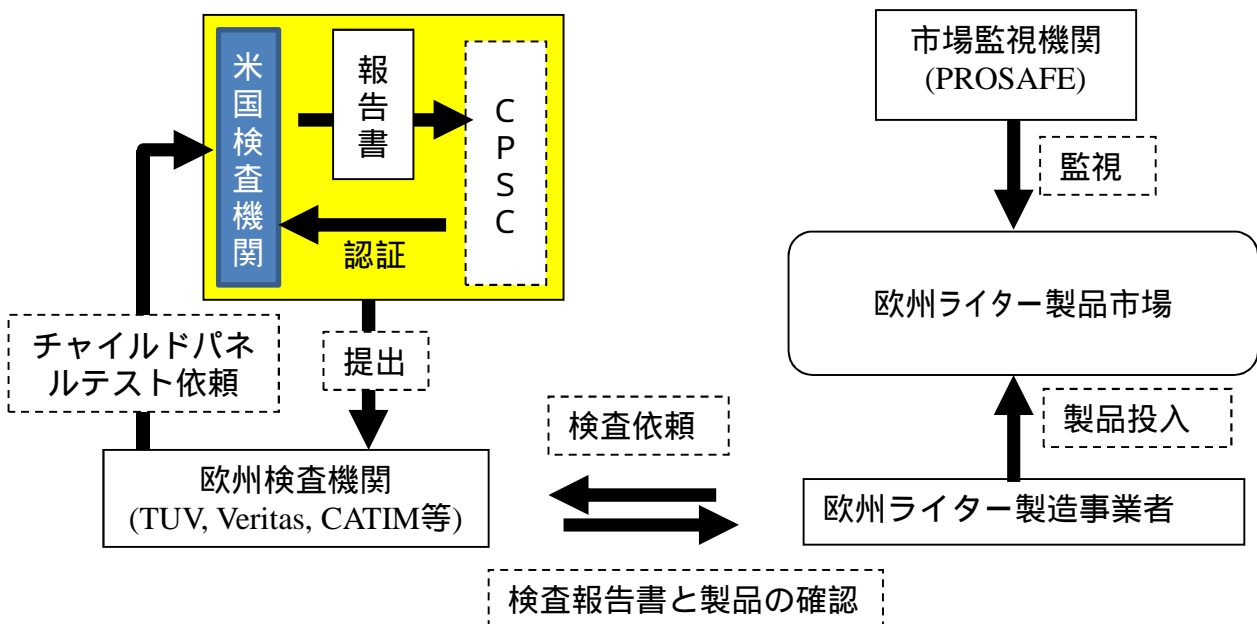 米国検査機関
報告書
CPSC
認証
市場監視機関
(PROSAFE)
監視
欧州ライター製品市場
チャイルドパネ
ルテスト依頼
提出
検査依頼
製品投入
欧州検査機関
(TUV, Veritas, CATIM等)
欧州ライター製造事業者
検査報告書と製品の確認